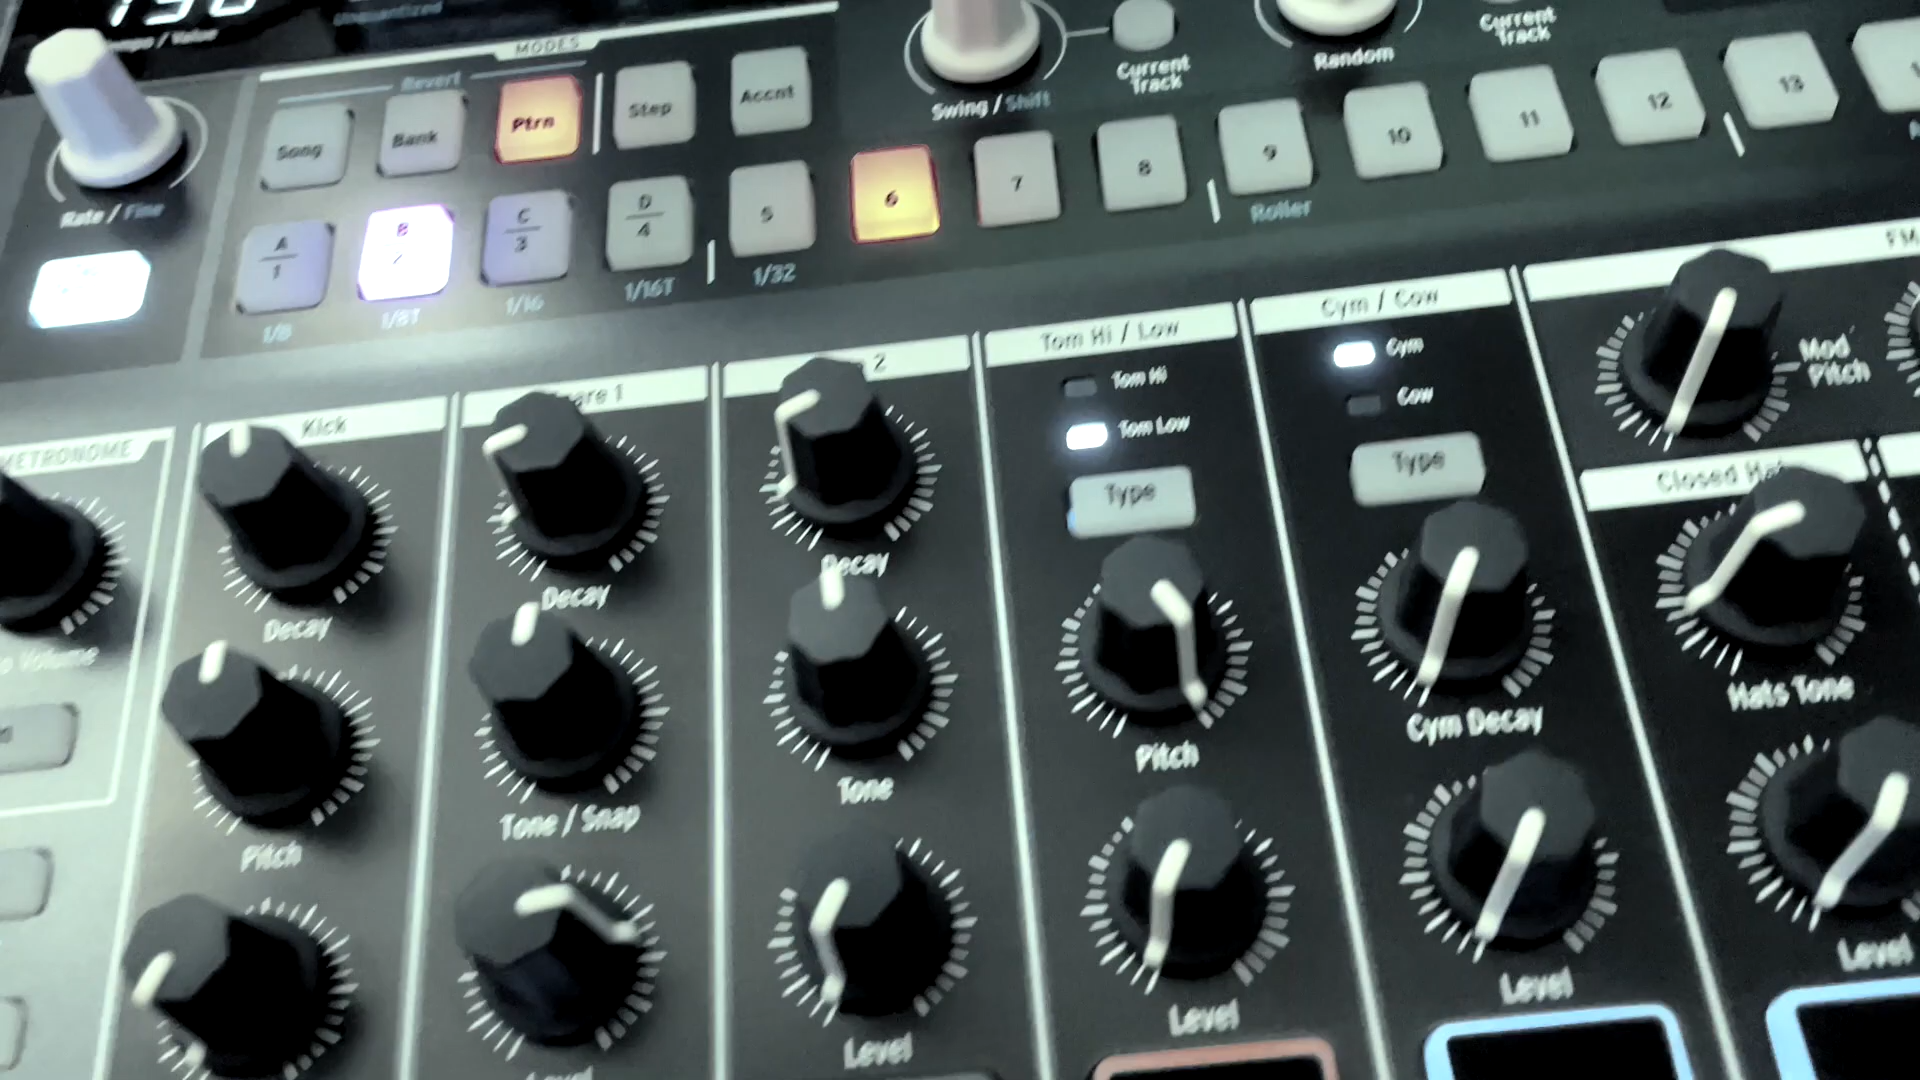 Tempo / Value
Unquantized
MODES
Revert
Song
Bank
Ptrn
Step
Accnt
Swing / Shift
Current
Track
Random
Current
Track
Rate / Fine
A
1
B
C
3
D
4
5
6
7
8
9
10
11
12
13
1/8
1/8T
1/16
1/16T
1/32
Roller
METRONOME
Kick
2
Tom Hi / Low
Cym / Cow
FM
Tom Hi
Tom Low
Type
Cym
Cow
Type
Mod
Pitch
Closed
Decay
Decay
Decay
Pitch
Cym Decay
Hats Tone
Volume
Pitch
Tone / Snap
Tone
Level
Level
Level
Level
Level